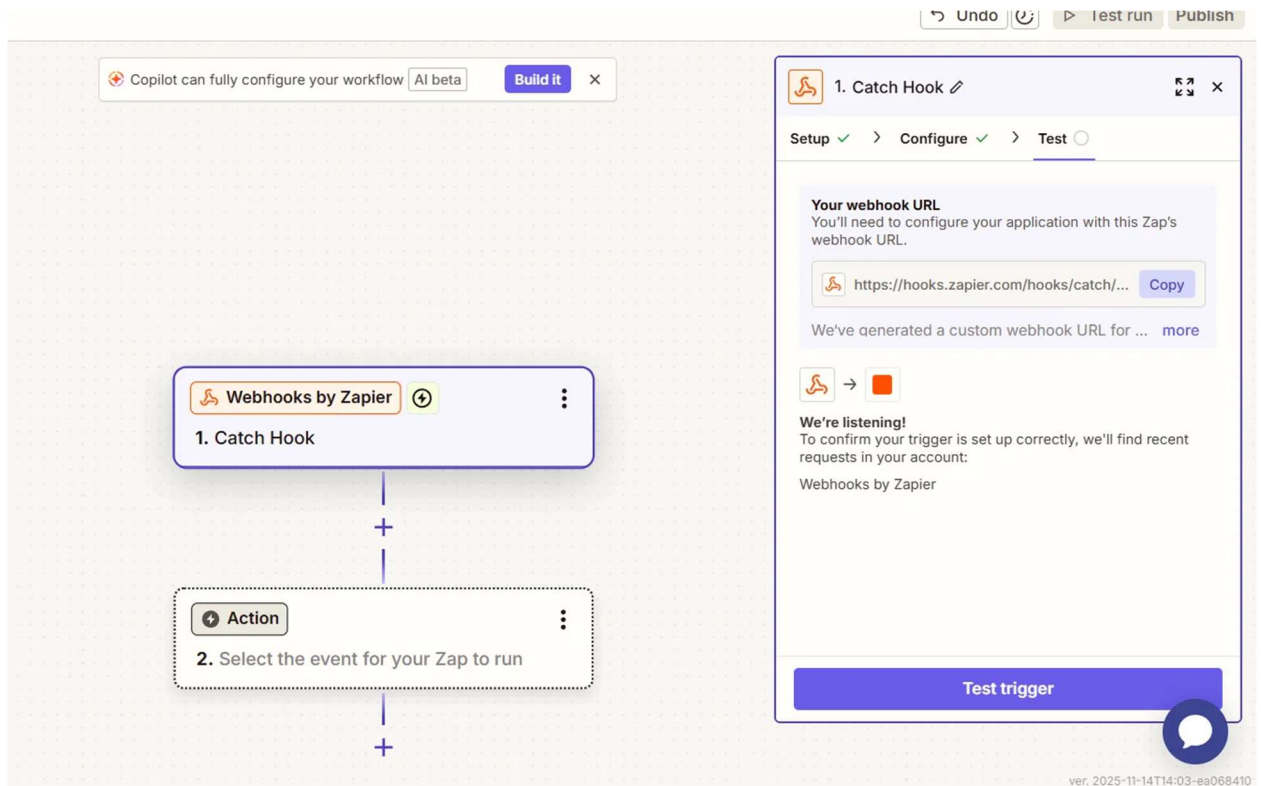 Undo
Test run
Publish
Copilot can fully configure your workflow AI beta
Build it
1. Catch Hook
Setup
Configure
Test
Your webhook URL
You'll need to configure your application with this Zap's
webhook URL.
https://hooks.zapier.com/hooks/catch/... Copy
We've generated a custom webhook URL for ... more
We're listening!
To confirm your trigger is set up correctly, we'll find recent
requests in your account:
Webhooks by Zapier
Test trigger
Webhooks by Zapier
1. Catch Hook
Action
2. Select the event for your Zap to run
ver. 2025-11-14T14:03-ea068410